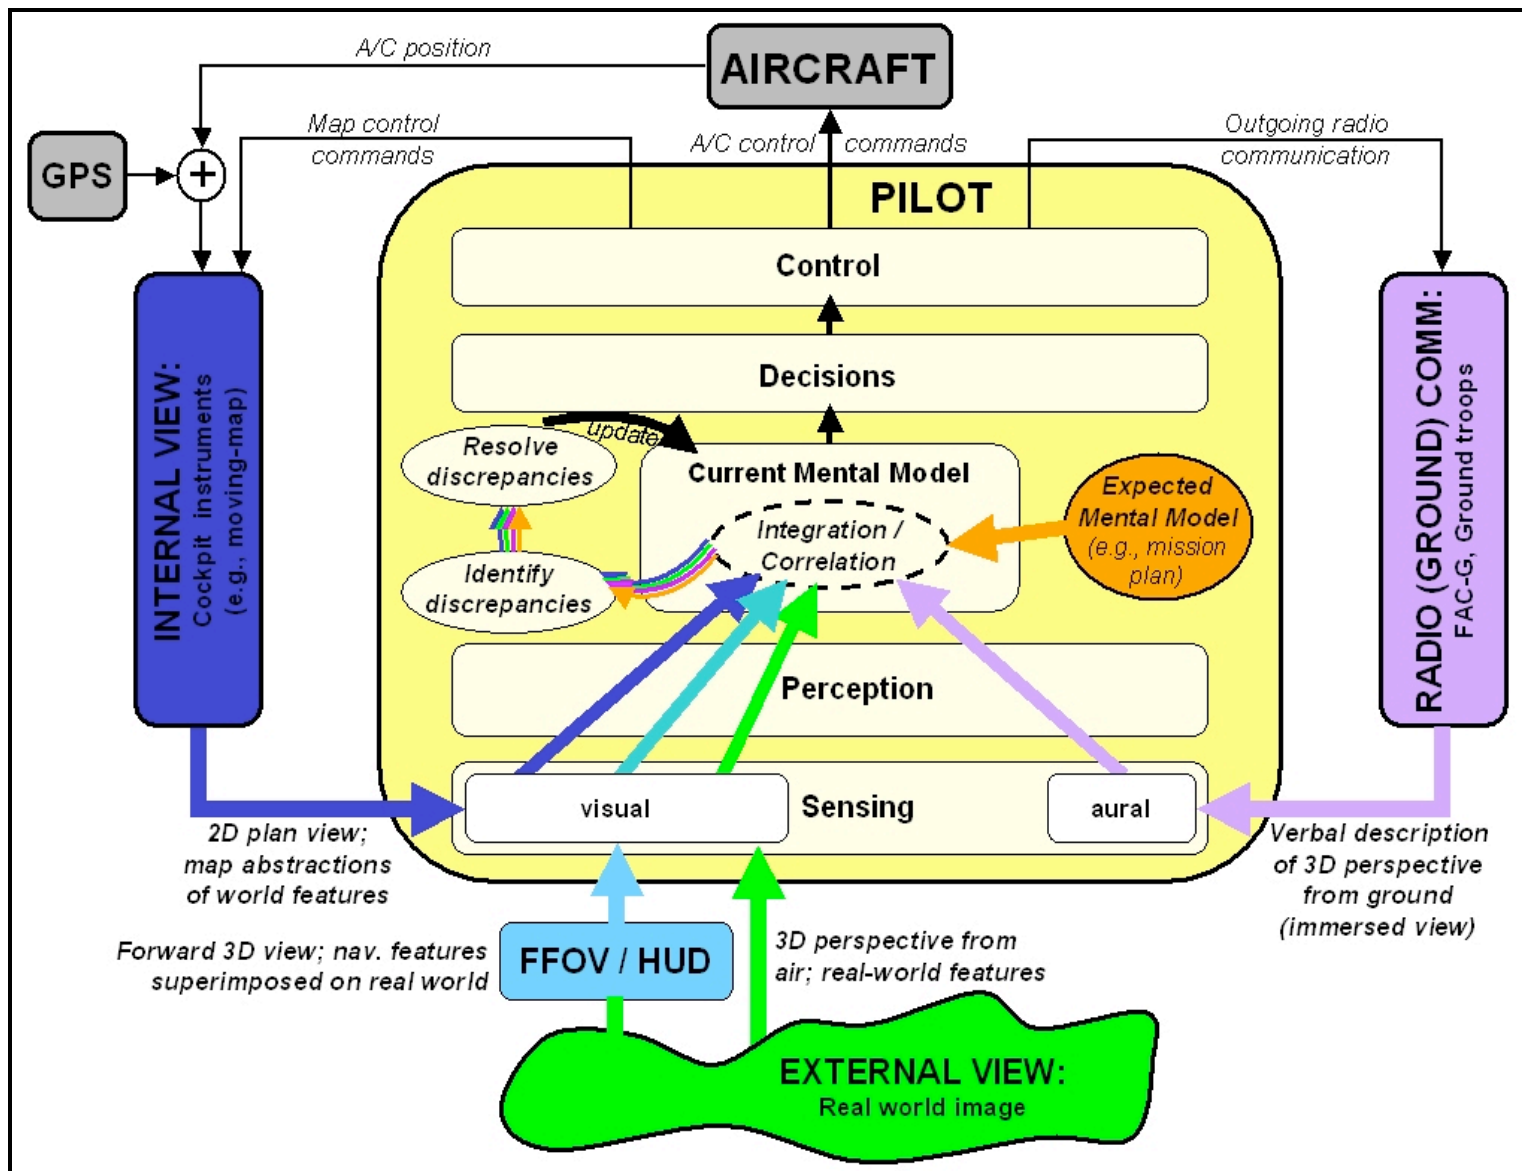 A/C position
AIRCRAFT
Map control
commands
A/C control commands
Outgoing radio
communication
GPS
+
PILOT
Control
INTERNAL VIEW:
Cockpit instruments
(e.g., moving-map)
RADIO (GROUND) COMM:
FAC-G, Ground troops
Decisions
update
Resolve
discrepancies
Current Mental Model
Integration /
Correlation
Expected
Mental Model
(e.g., mission
plan)
Identify
discrepancies
Perception
visual
Sensing
aural
2D plan view;
map abstractions
of world features
Verbal description
of 3D perspective
from ground
(immersed view)
Forward 3D view; nav. features
superimposed on real world
FFOV / HUD
3D perspective from
air; real-world features
EXTERNAL VIEW:
Real world image